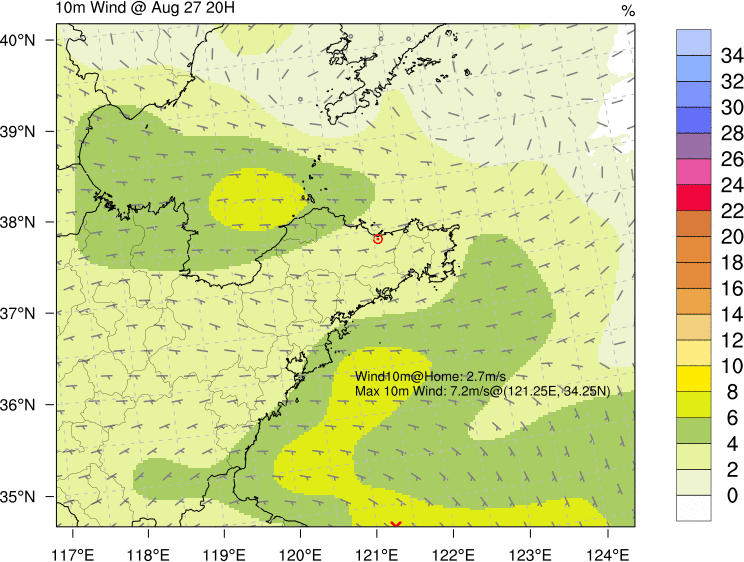 10m Wind @ Aug 27 20H
%
40°N
39°N
38°N
37°N
36°N
35°N
34
32
30
28
26
24
22
20
18
16
14
12
10
8
6
4
2
0
Wind10m@Home: 2.7m/s
Max 10m Wind: 7.2m/s@(121.25E, 34.25N)
117°E 118°E 119°E 120°E 121°E 122°E 123°E 124°E